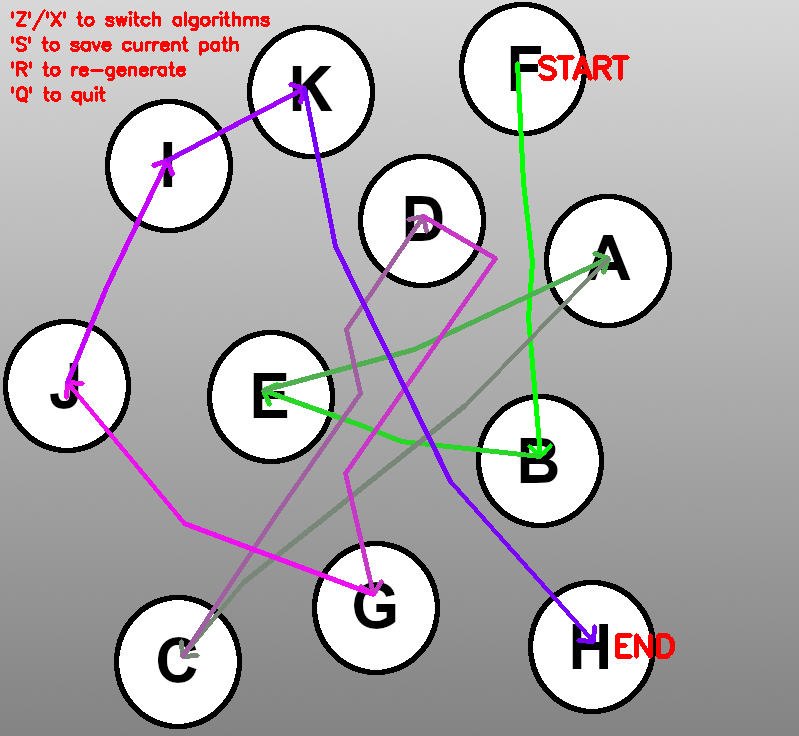 'Z'/'X' to switch algorithms
'S' to save current path
'R' to re-generate
'Q' to quit
K
F START
I
D
A
J
E
B
G
C
H END